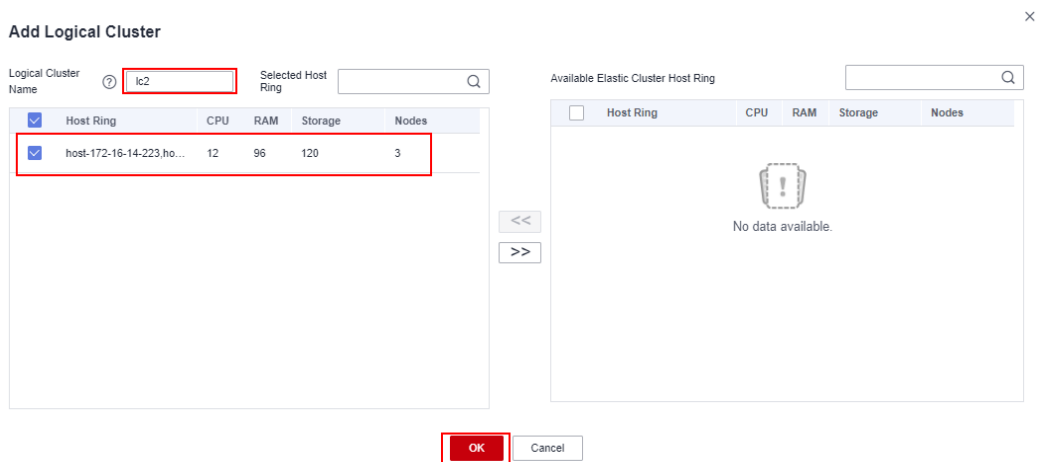 Add Logical Cluster
Logical Cluster Name
lc2
Selected Host Ring
Available Elastic Cluster Host Ring
Host Ring CPU RAM Storage Nodes
host-172-16-14-223,ho... 12 96 120 3
Host Ring CPU RAM Storage Nodes
No data available.
<<
>>
OK Cancel